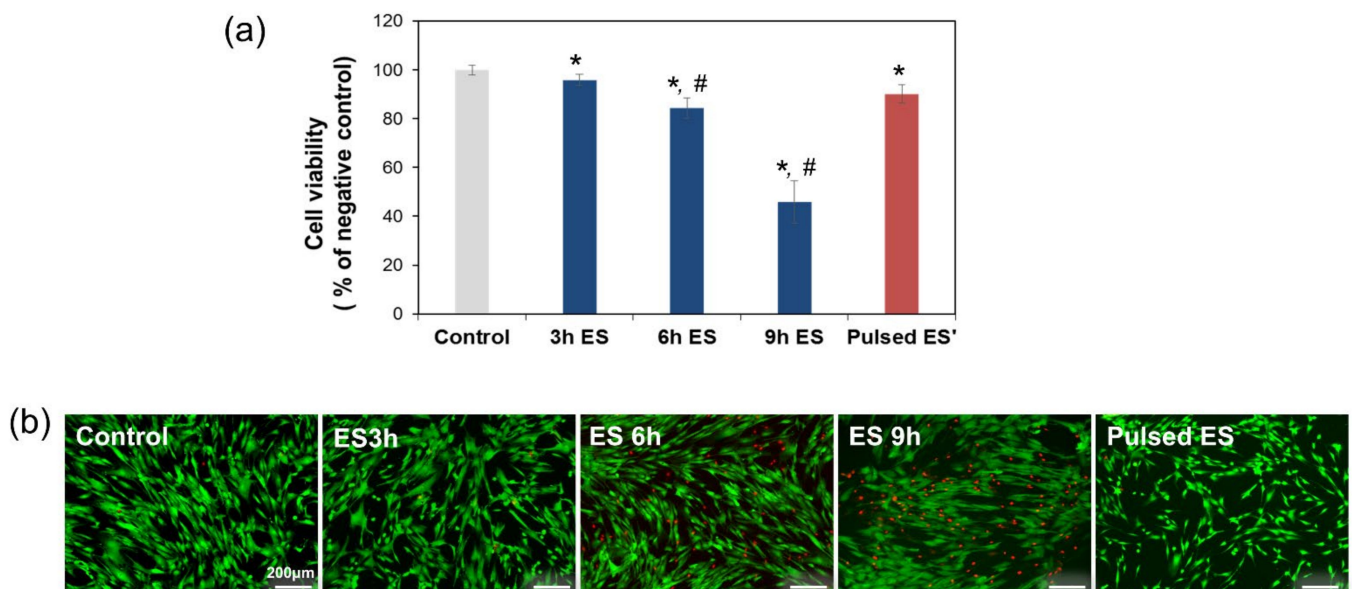 (a)
Cell viability
( % of negative control)
120
100
80
60
40
20
0
*
*, #
*, #
*
Control
3h ES
6h ES
9h ES
Pulsed ES'
(b)
Control
200µm
ES3h
ES 6h
ES 9h
Pulsed ES